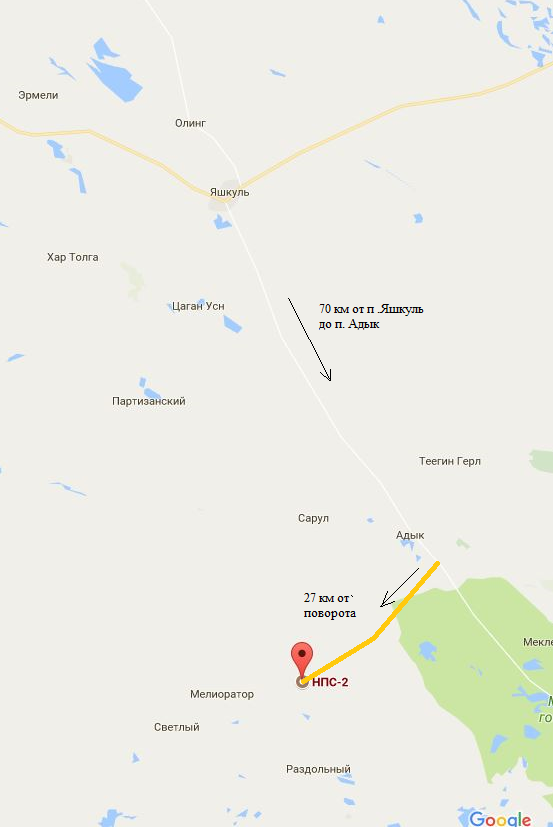 Эрмели
Олинг
Яшкуль
Хар Толга
Цаган Усн
70 км от п .Яшкуль
до п. Адык
Партизанский
Теегин Герл
Сарул
Адык
27 км от`
поворота
Мекле
НПС-2
Мелиоратор
го
Светлый
Раздольный
Google